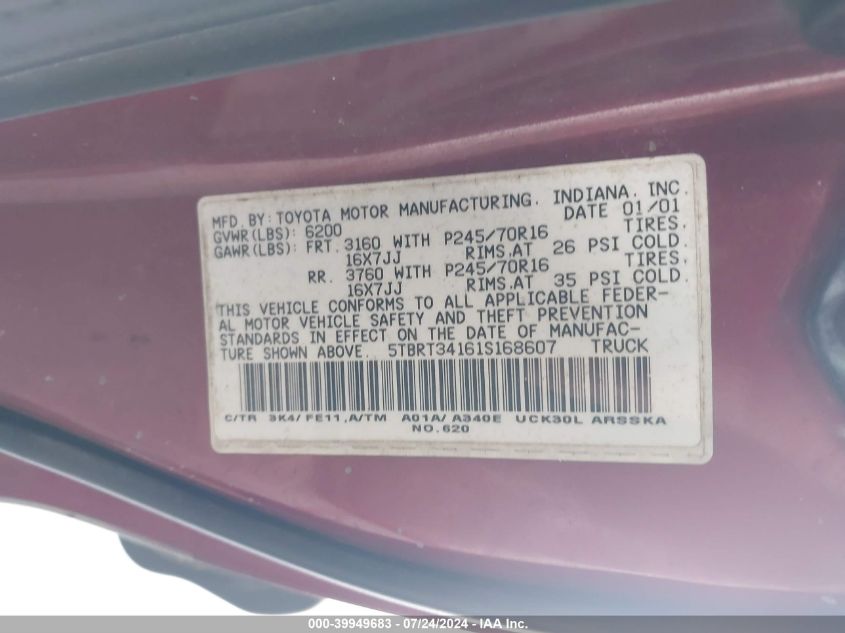 MFD. BY: TOYOTA MOTOR MANUFACTURING. INDIANA. INC.
GVWR(LBS): 6200 DATE 01/01
GAWR(LBS): FRT. 3160 WITH P245/70R16 TIRES.
16X7JJ RIMS.AT 26 PSI COLD.
RR. 3760 WITH P245/70R16 TIRES.
16X7JJ RIMS.AT 35 PSI COLD.
THIS VEHICLE CONFORMS TO ALL APPLICABLE FEDER-
AL MOTOR VEHICLE SAFETY AND THEFT PREVENTION
STANDARDS IN EFFECT ON THE DATE OF MANUFAC-
TURE SHOWN ABOVE. 5TBRT34161S168607 TRUCK
C/TR 3K4/ FE11,A/TM A01A/ A340E UCK30L ARSSKA
NO.620
000-39949683 - 07/24/2024 - IAAI Inc.